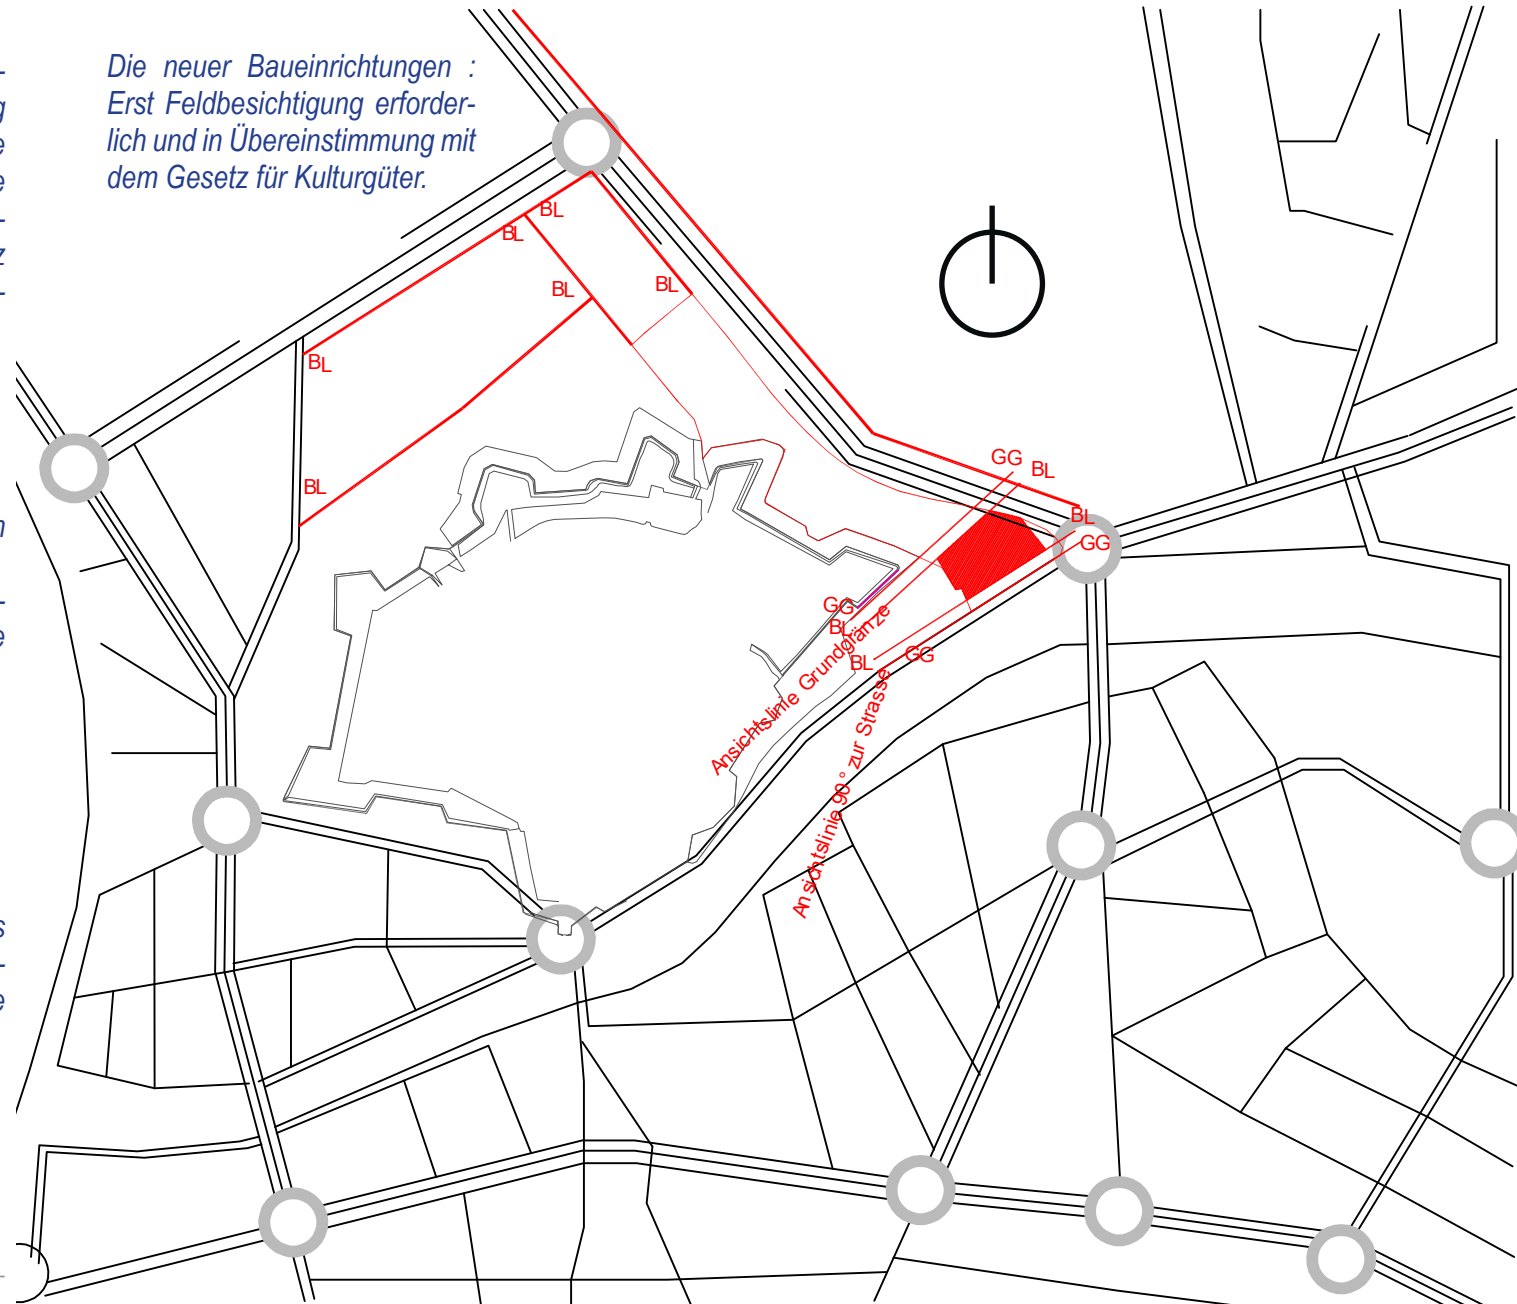 Die neuer Baueinrichtungen :
Erst Feldbesichtigung erforder-
lich und in Übereinstimmung mit
dem Gesetz für Kulturgüter.
BL
BL
BL
BL
BL
BL
GG
BL
BL
GG
GG
BL
BL
GG
Ansichtslinie Grundgränze
Ansichtslinie 90° zur Strasse